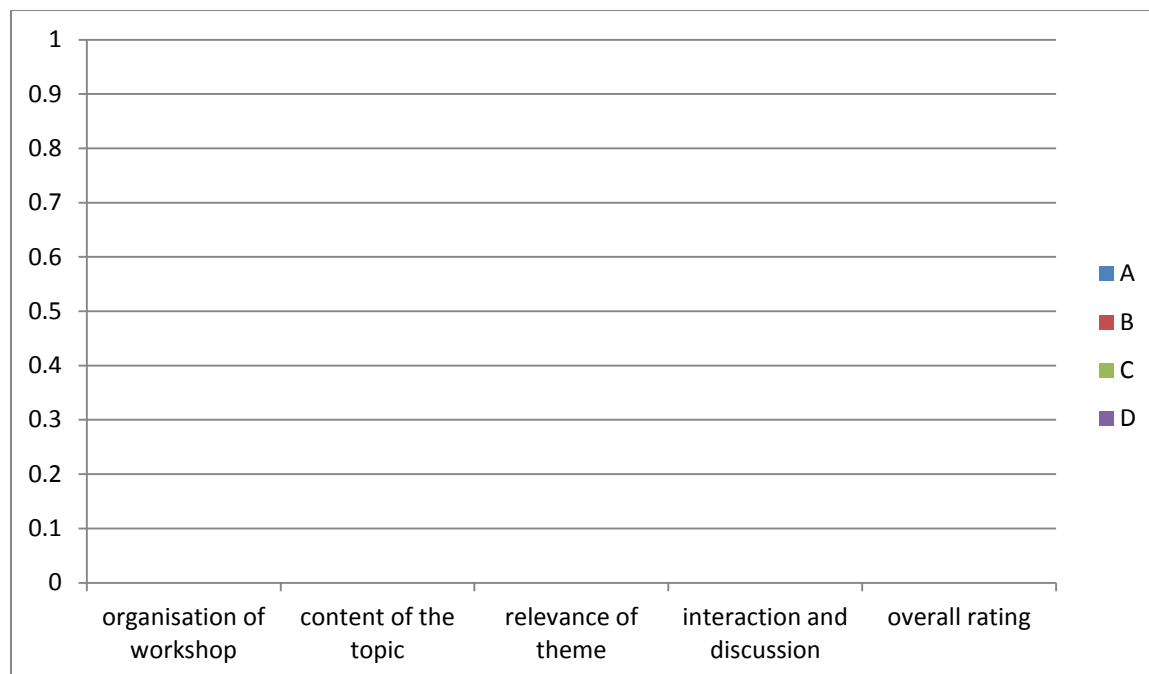 1
0.9
0.8
0.7
0.6
0.5
0.4
0.3
0.2
0.1
0
organisation of
workshop
content of the
topic
relevance of
theme
interaction and
discussion
overall rating
A
B
C
D